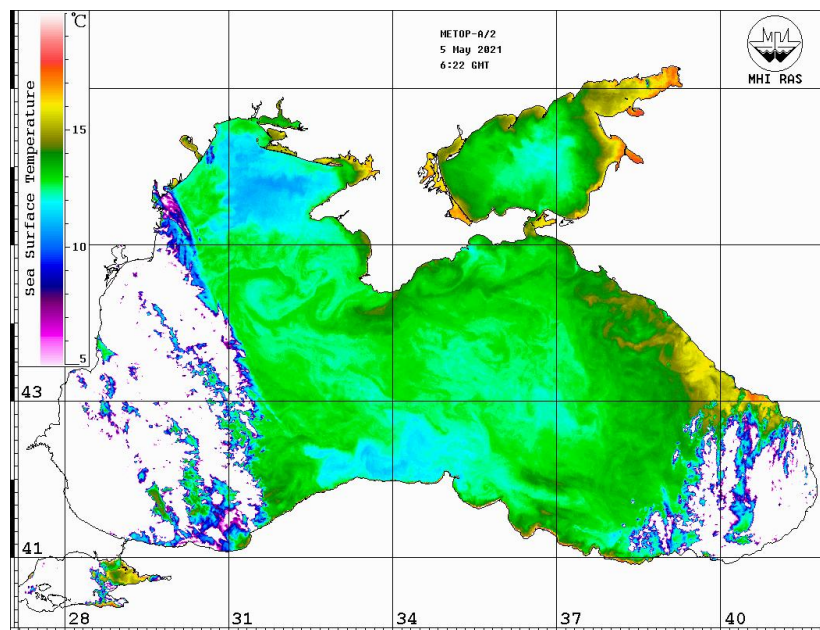 °C
METOP-A/2
5 May 2021
6:22 GMT
МГИ
MHI RAS
Sea Surface Temperature
15
10
5
43
41
28 31 34 37 40